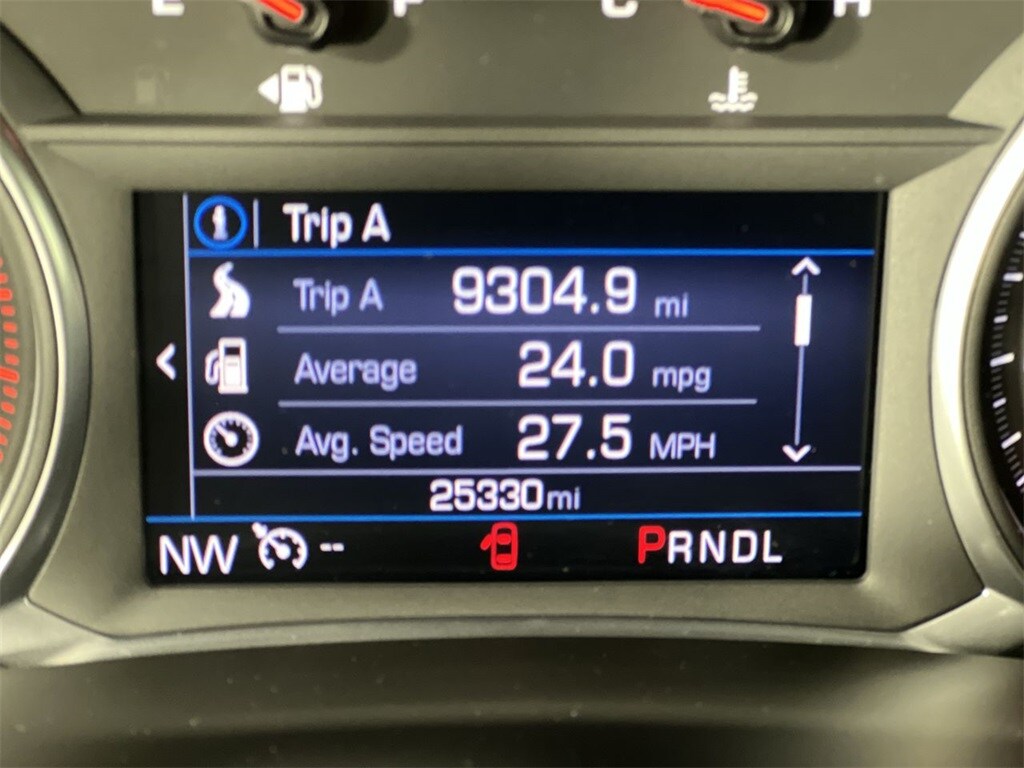 E F C H
Trip A
Trip A 9304.9 mi
Average 24.0 mpg
Avg. Speed 27.5 MPH
25330mi
NW -- PRNDL